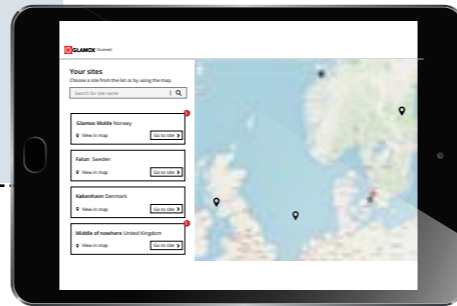 GLAMOX Connect
Your sites
Choose a site from the list or by using the map.
Search for site name
Glamox Molde Norway
View in map Go to site
Falun Sweden
View in map Go to site
København Denmark
View in map Go to site
Middle of nowhere United Kingdom
View in map Go to site